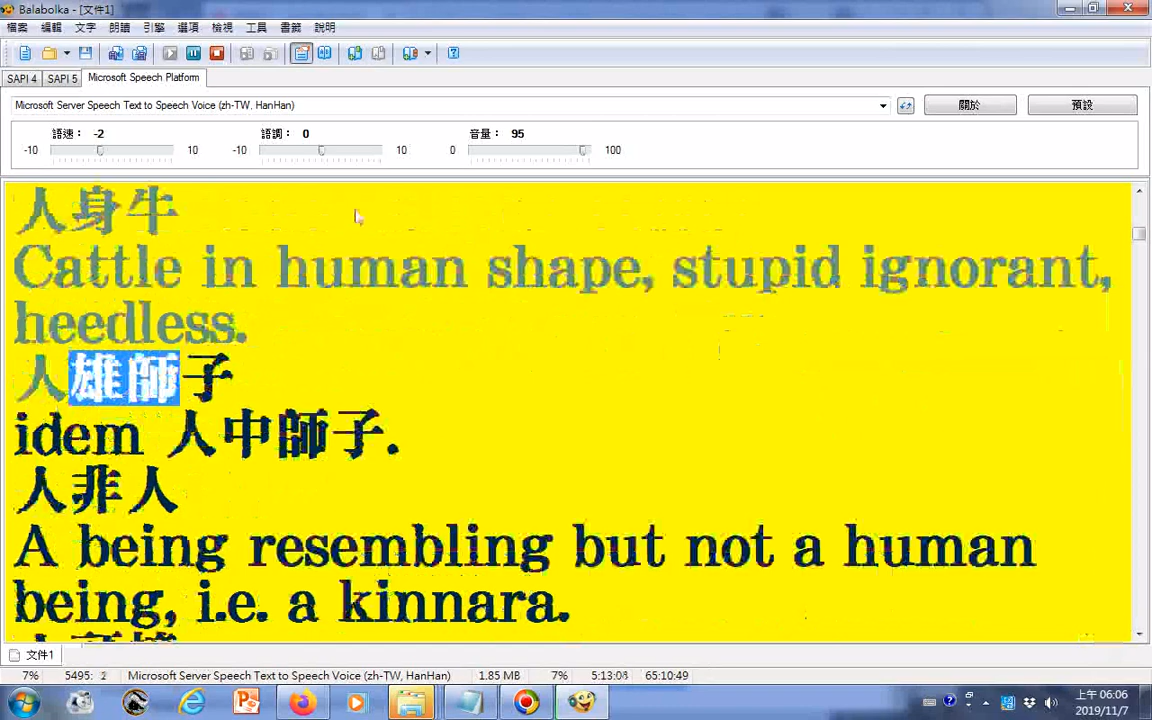 Balabolka - [文件1]
檔案 編輯 文字 朗讀 引擎 選項 檢視 工具 書籤 說明
SAPI 4 SAPI 5 Microsoft Speech Platform
Microsoft Server Speech Text to Speech Voice (zh-TW, HanHan) 關於 預設
語速： -2 語調： 0 音量： 95
-10 10 -10 10 0 100
人身牛
Cattle in human shape, stupid ignorant,
heedless.
人雄師子
idem 人中師子.
人非人
A being resembling but not a human
being, i.e. a kinnara.
文件1
7% 5495: 2 Microsoft Server Speech Text to Speech Voice (zh-TW, HanHan) 1.85 MB 7% 5:13:08 65:10:49
上午 06:06
2019/11/7